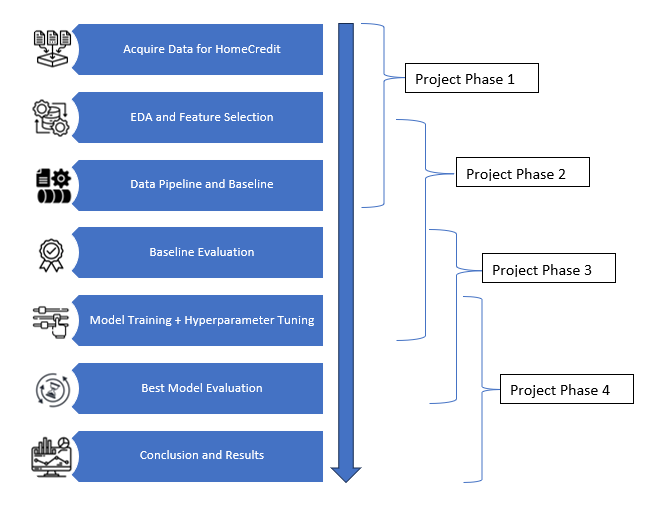 Acquire Data for HomeCredit
Project Phase 1
EDA and Feature Selection
Project Phase 2
Data Pipeline and Baseline
Baseline Evaluation
Project Phase 3
Model Training + Hyperparameter Tuning
Best Model Evaluation
Project Phase 4
Conclusion and Results